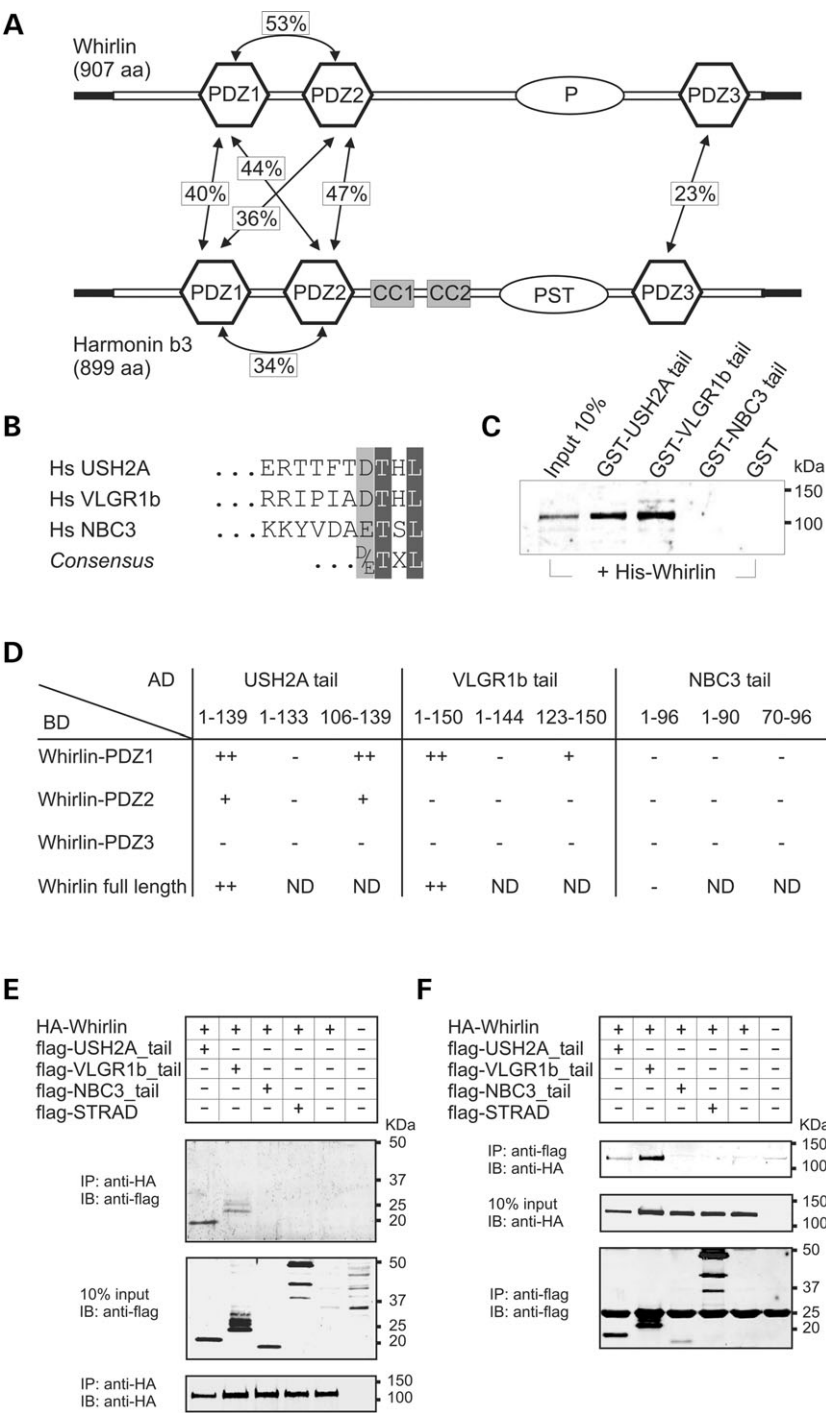 A
Whirlin
(907 aa)
53%
PDZ1
PDZ2
P
PDZ3
40%
44%
36%
47%
23%
PDZ1
PDZ2
CC1
CC2
PST
PDZ3
Harmonin b3
(899 aa)
34%
B
Hs USH2A ...ERTTFTDTHL
Hs VLGR1b ...RRIPIADTHL
Hs NBC3 ...KKYVDAETSL
Consensus ...D/ETXL
C
Input 10%
GST-USH2A tail
GST-VLGR1b tail
GST-NBC3 tail
GST
kDa
150
100
+ His-Whirlin
D
AD USH2A tail VLGR1b tail NBC3 tail
BD 1-139 1-133 106-139 1-150 1-144 123-150 1-96 1-90 70-96
Whirlin-PDZ1 ++ - ++ ++ - + - - -
Whirlin-PDZ2 + - + - - - - - -
Whirlin-PDZ3 - - - - - - - - -
Whirlin full length ++ ND ND ++ ND ND - ND ND
E
HA-Whirlin + + + + + −
flag-USH2A_tail + − − − − −
flag-VLGR1b_tail − + − − − −
flag-NBC3_tail − − + − − −
flag-STRAD − − − + − −
KDa
IP: anti-HA
IB: anti-flag
50
37
25
20
10% input
IB: anti-flag
50
37
25
20
IP: anti-HA
IB: anti-HA
150
100
F
HA-Whirlin + + + + + −
flag-USH2A_tail + − − − − −
flag-VLGR1b_tail − + − − − −
flag-NBC3_tail − − + − − −
flag-STRAD − − − + − −
KDa
IP: anti-flag
IB: anti-HA
150
100
10% input
IB: anti-HA
150
100
IP: anti-flag
IB: anti-flag
50
37
25
20